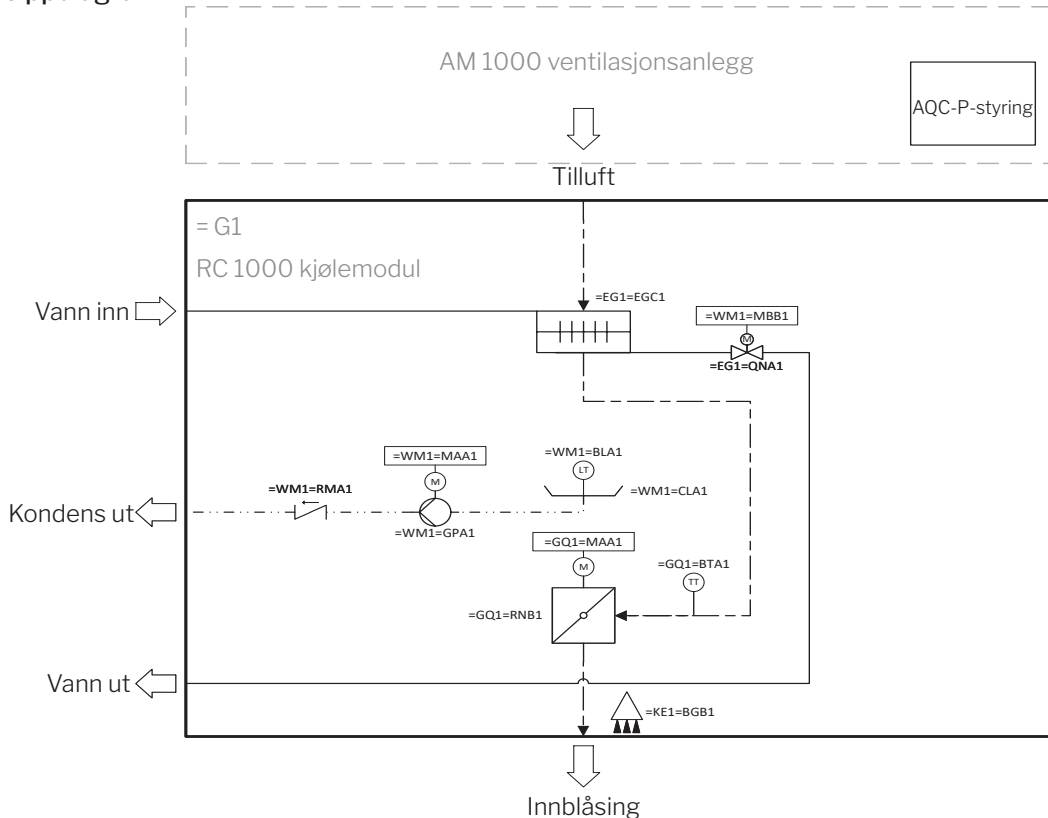 AM 1000 ventilasjonsanlegg
AQC-P-styring
Tilluft
= G1
RC 1000 kjølemodul
=EG1=EGC1
Vann inn
=WM1=MBB1
M
=EG1=QNA1
=WM1=MAA1
=WM1=BLA1
M
LT
=WM1=RMA1
=WM1=CLA1
Kondens ut
=WM1=GPA1
=GQ1=MAA1
=GQ1=BTA1
M
TT
=GQ1=RNB1
Vann ut
=KE1=BGB1
Innblåsing